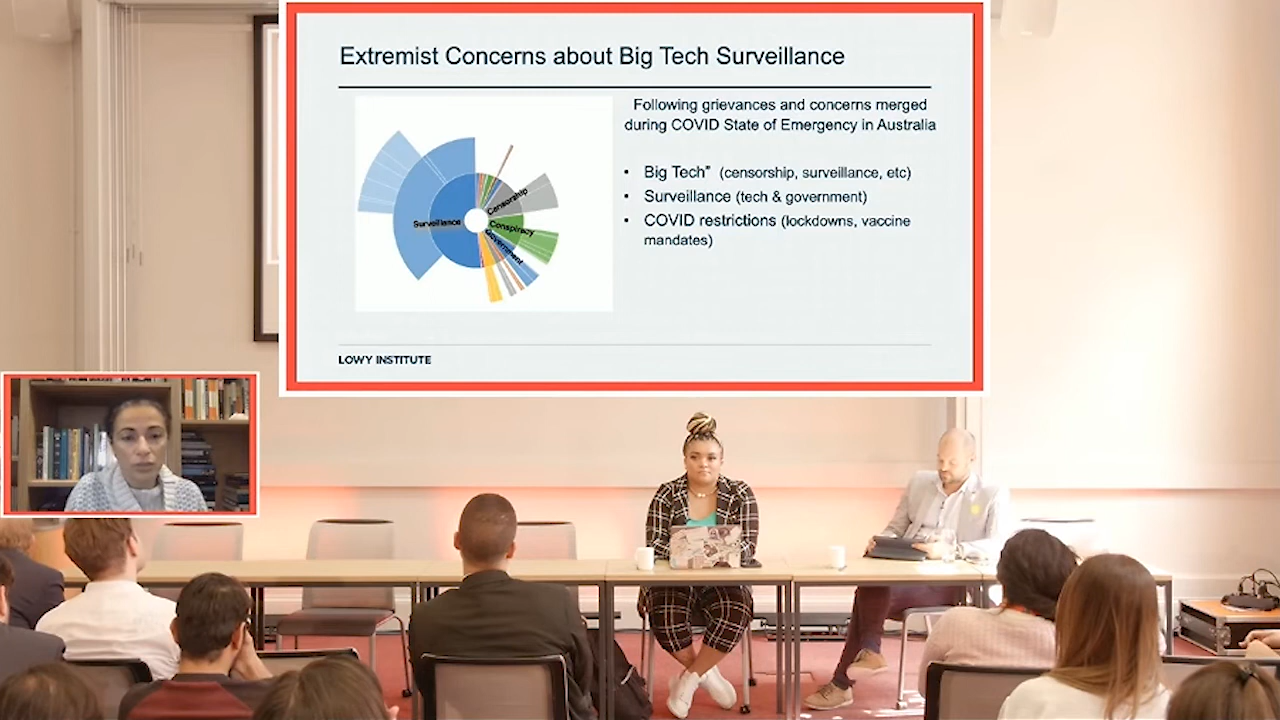 Extremist Concerns about Big Tech Surveillance
Following grievances and concerns merged
during COVID State of Emergency in Australia
• Big Tech" (censorship, surveillance, etc)
• Surveillance (tech & government)
• COVID restrictions (lockdowns, vaccine
mandates)
Surveillance
Censorship
Conspiracy
Government
LOWY INSTITUTE